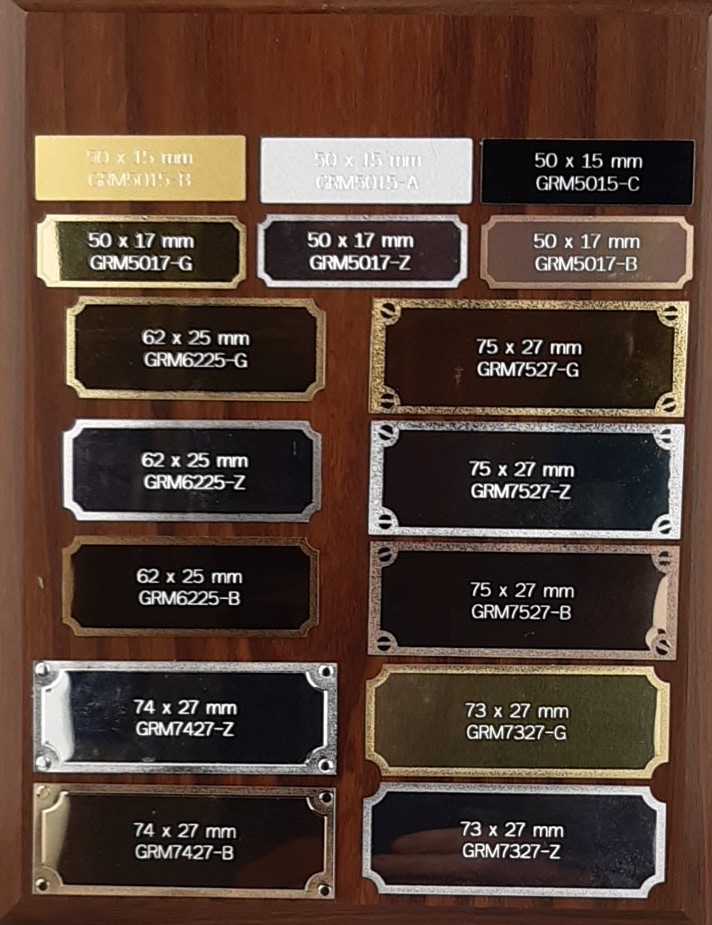 50 x 15 mm
GRM5015-B
50 x 15 mm
GRM5015-A
50 x 15 mm
GRM5015-C
50 x 17 mm
GRM5017-G
50 x 17 mm
GRM5017-Z
50 x 17 mm
GRM5017-B
62 x 25 mm
GRM6225-G
75 x 27 mm
GRM7527-G
62 x 25 mm
GRM6225-Z
75 x 27 mm
GRM7527-Z
62 x 25 mm
GRM6225-B
75 x 27 mm
GRM7527-B
74 x 27 mm
GRM7427-Z
73 x 27 mm
GRM7327-G
74 x 27 mm
GRM7427-B
73 x 27 mm
GRM7327-Z